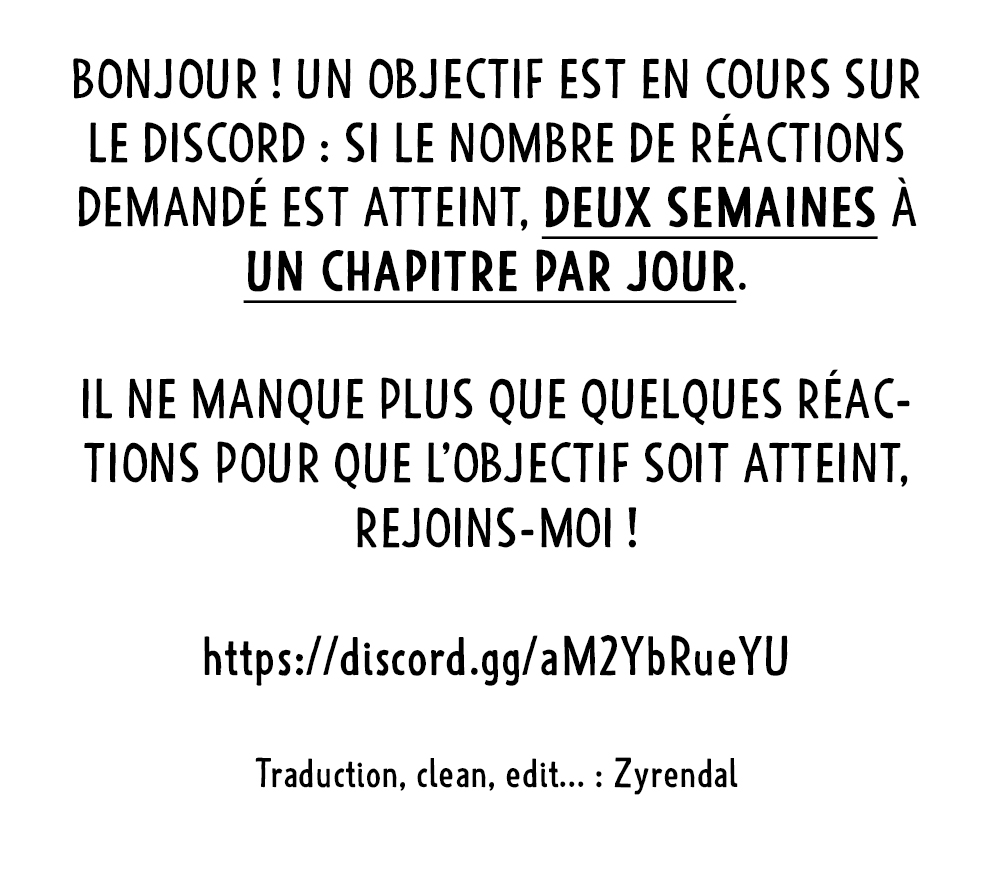 BONJOUR ! UN OBJECTIF EST EN COURS SUR
LE DISCORD : SI LE NOMBRE DE RÉACTIONS
DEMANDÉ EST ATTEINT, DEUX SEMAINES À
UN CHAPITRE PAR JOUR.
IL NE MANQUE PLUS QUE QUELQUES RÉAC-
TIONS POUR QUE L'OBJECTIF SOIT ATTEINT,
REJOINS-MOI !
https://discord.gg/aM2YbRueYU
Traduction, clean, edit... : Zyrendal